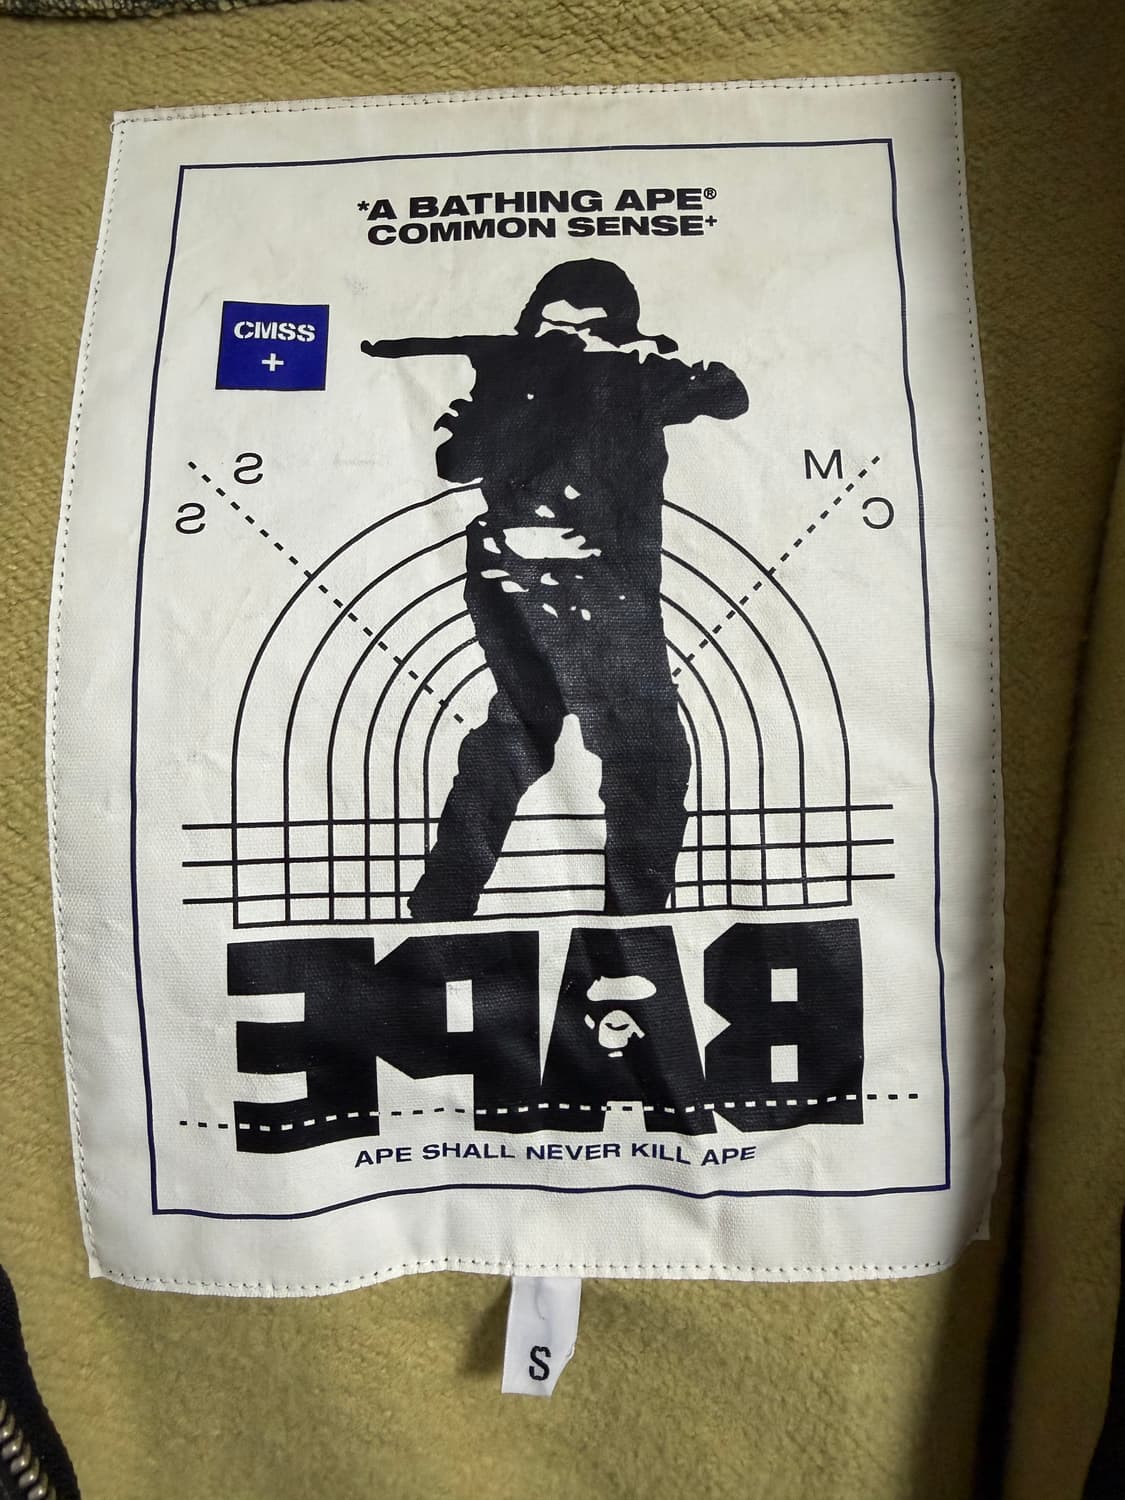 *A BATHING APE®
COMMON SENSE+
CMSS
+
S
M
S
C
BAPE
APE SHALL NEVER KILL APE
S